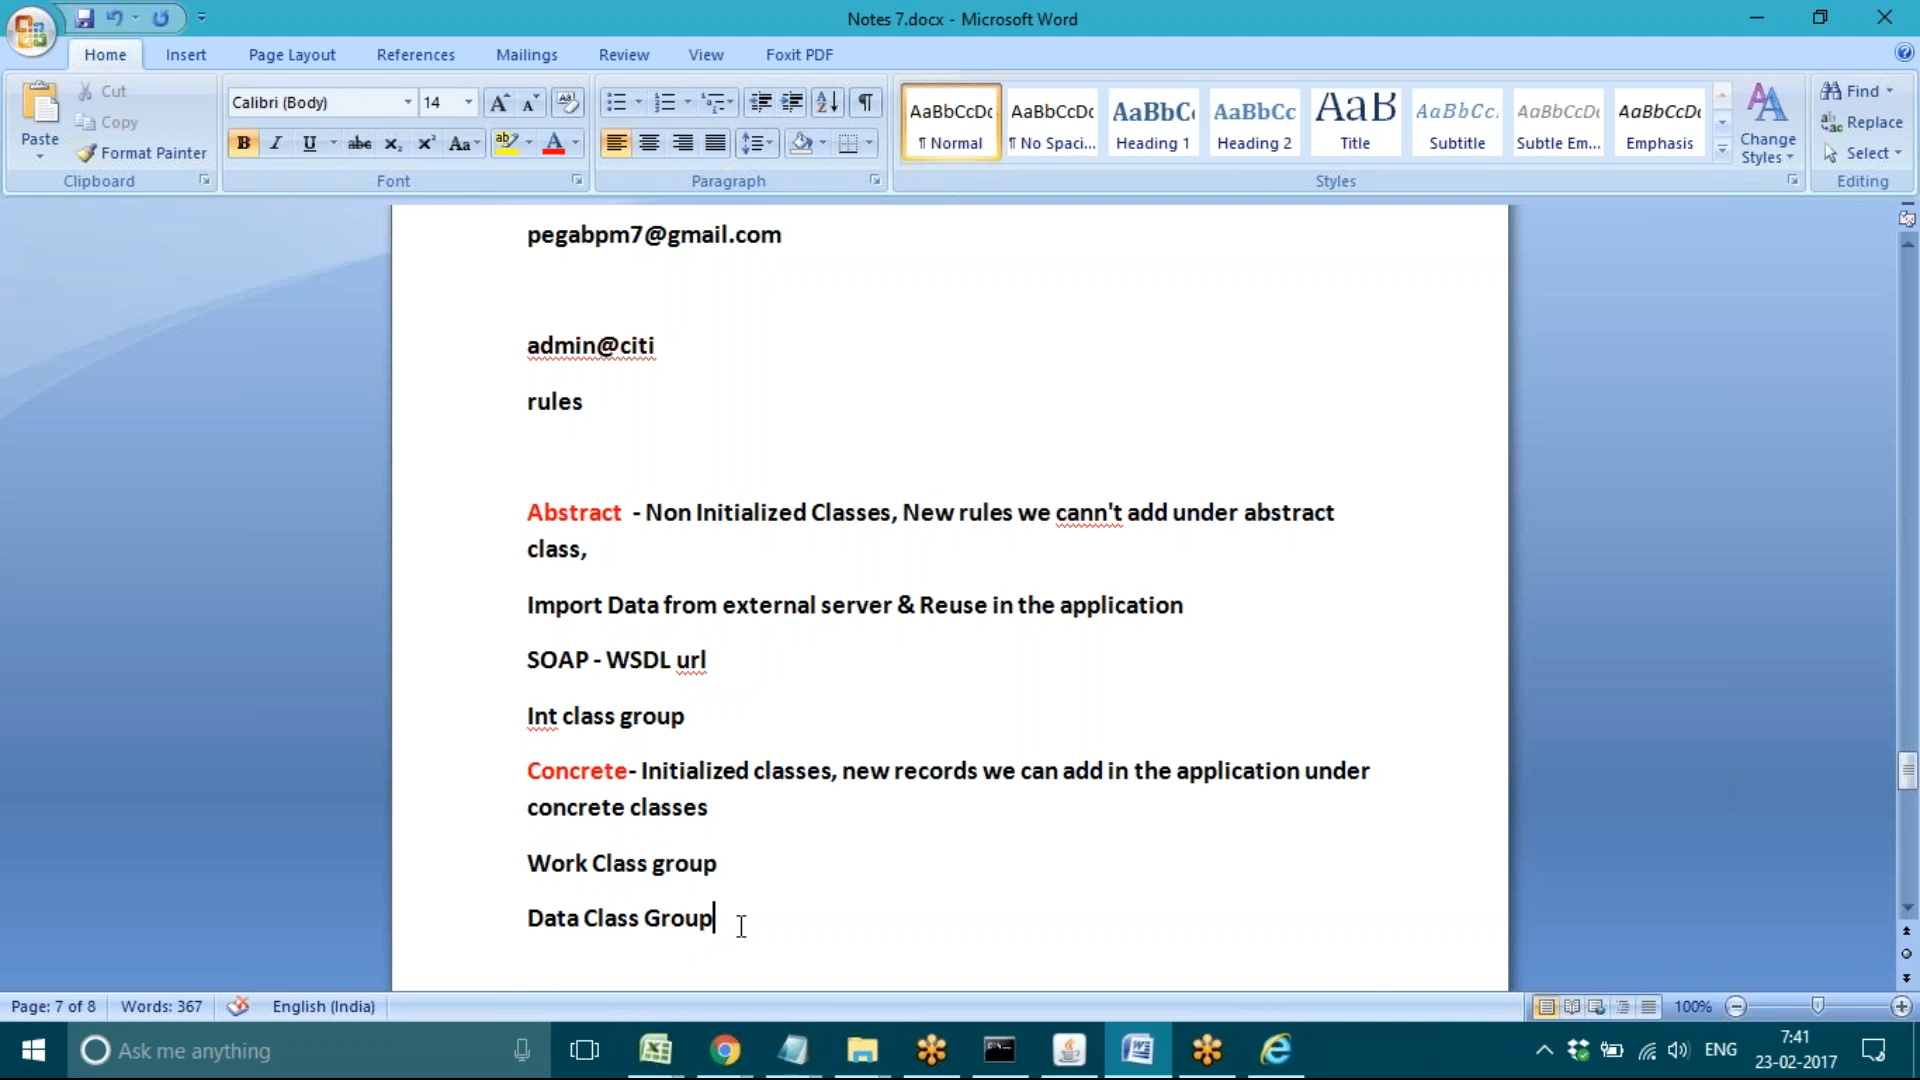 Notes 7.docx - Microsoft Word
Home Insert Page Layout References Mailings Review View Foxit PDF
Paste
Cut
Copy
Format Painter
Clipboard
Calibri (Body) 14
Font
Paragraph
AaBbCcDc AaBbCcDc AaBbC AaBbCc AaB AaBbCc. AaBbCcDc AaBbCcDc
¶ Normal ¶ No Spaci... Heading 1 Heading 2 Title Subtitle Subtle Em... Emphasis
Styles
Change Styles
Find
Replace
Select
Editing
pegabpm7@gmail.com
admin@citi
rules
Abstract - Non Initialized Classes, New rules we cann't add under abstract
class,
Import Data from external server & Reuse in the application
SOAP - WSDL url
Int class group
Concrete- Initialized classes, new records we can add in the application under
concrete classes
Work Class group
Data Class Group
Page: 7 of 8 Words: 367 English (India) 100%
Ask me anything
ENG
7:41
23-02-2017